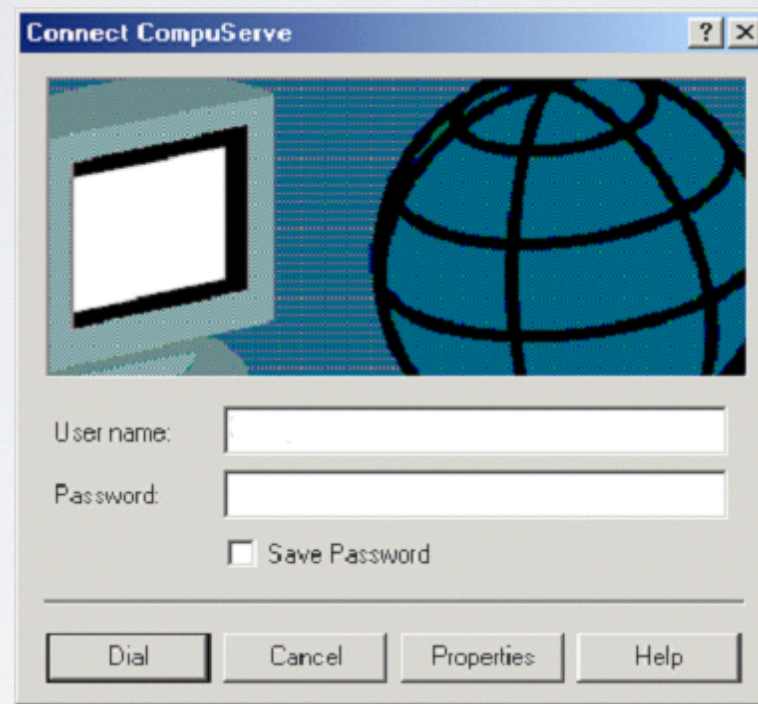 Connect CompuServe
User name:
Password:
Save Password
Dial Cancel Properties Help